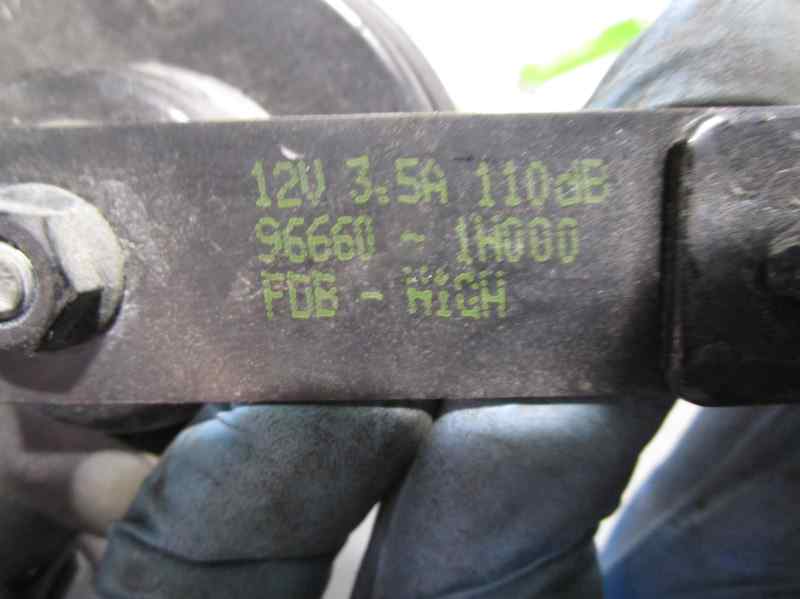 12V 3.5A 110dB
96660 - 1H000
FDB - HiGH